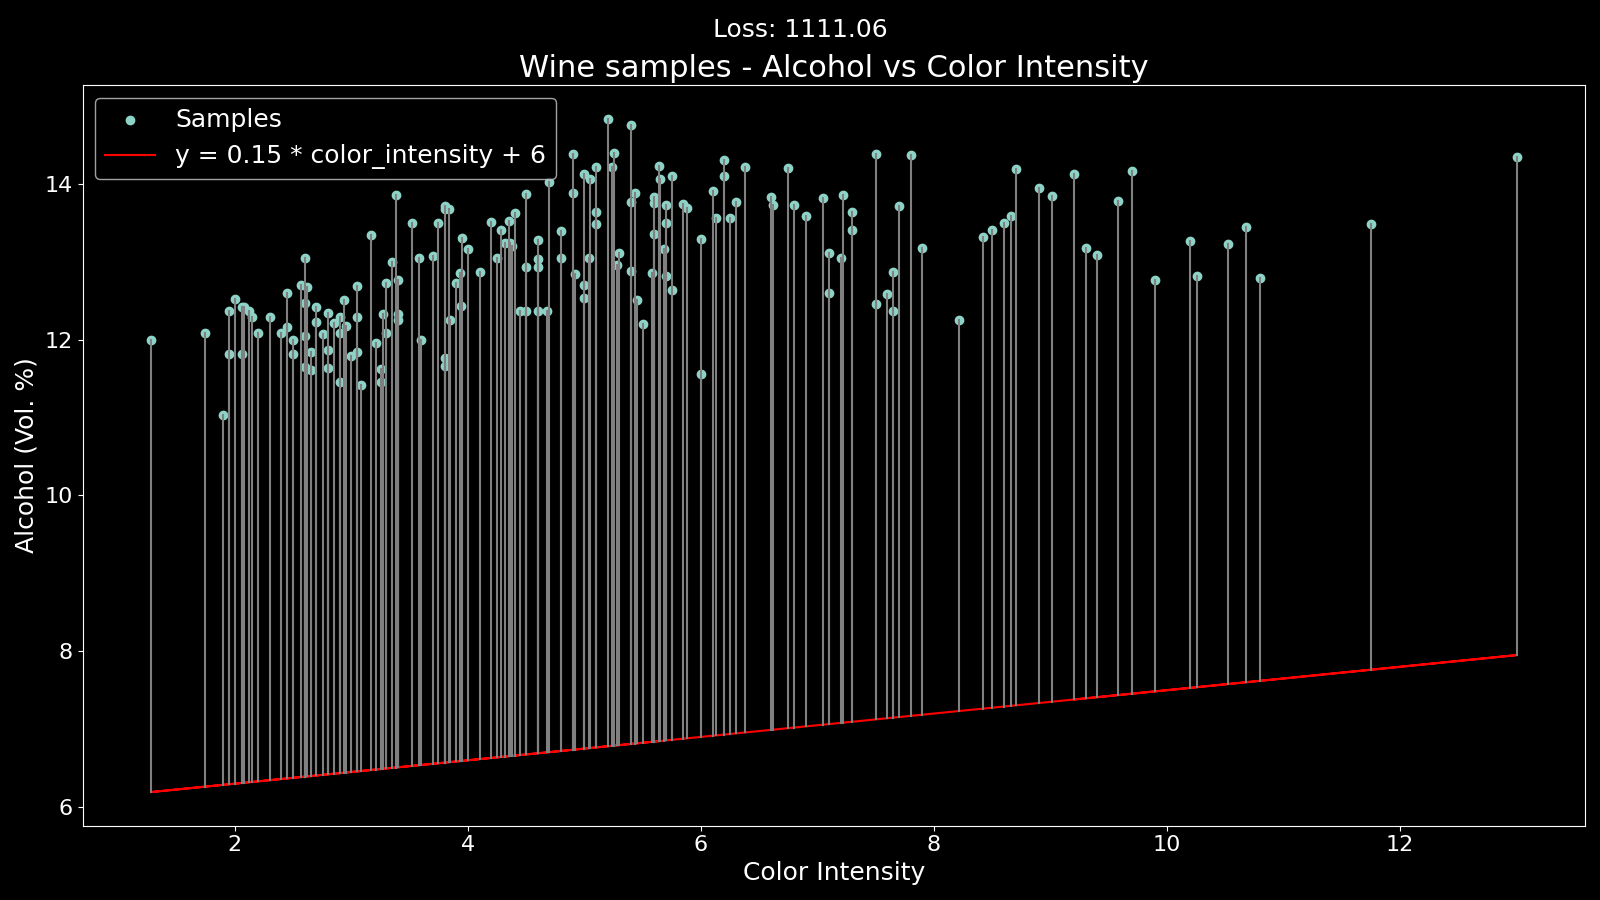 Loss: 1111.06
Wine samples - Alcohol vs Color Intensity
Samples
y = 0.15 * color_intensity + 6
14
12
10
8
6
Alcohol (Vol. %)
2 4 6 8 10 12
Color Intensity